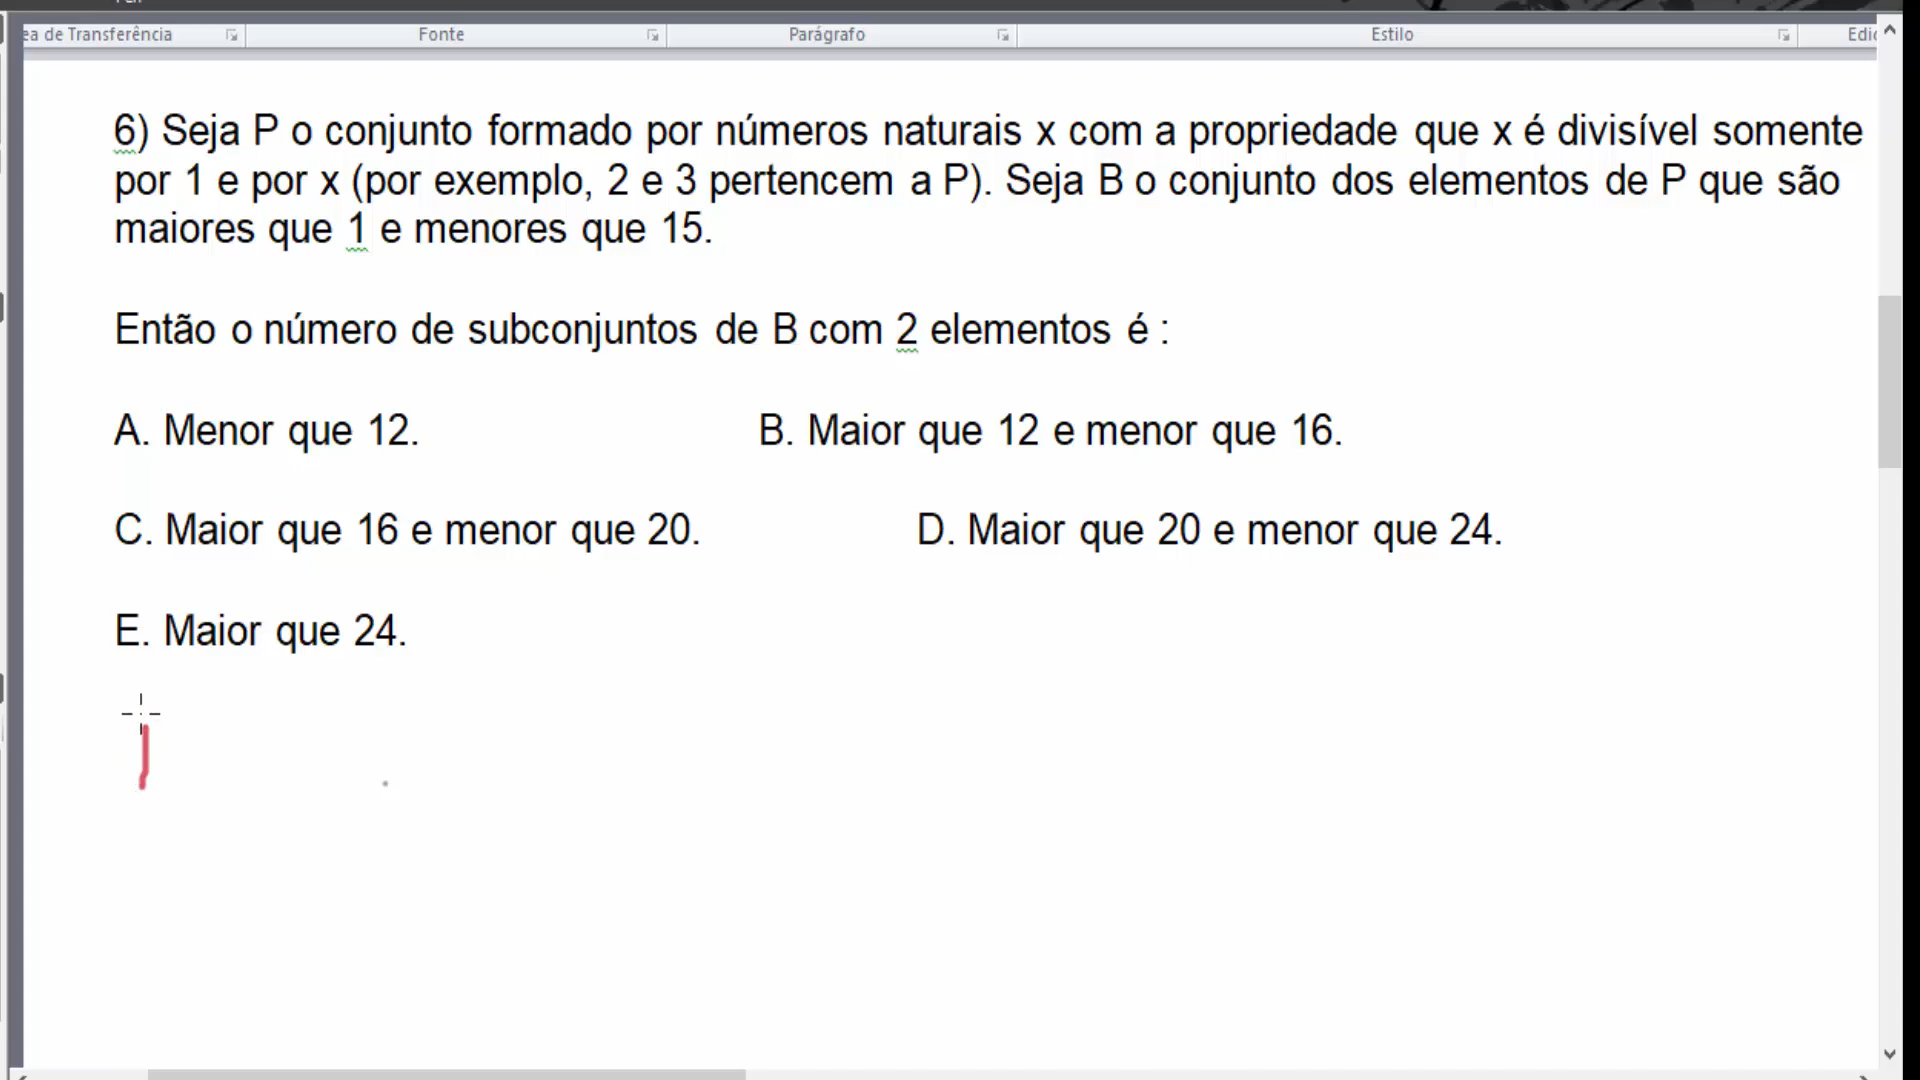 ea de Transferência Fonte Parágrafo Estilo Edi
6) Seja P o conjunto formado por números naturais x com a propriedade que x é divisível somente
por 1 e por x (por exemplo, 2 e 3 pertencem a P). Seja B o conjunto dos elementos de P que são
maiores que 1 e menores que 15.
Então o número de subconjuntos de B com 2 elementos é :
A. Menor que 12. B. Maior que 12 e menor que 16.
C. Maior que 16 e menor que 20. D. Maior que 20 e menor que 24.
E. Maior que 24.